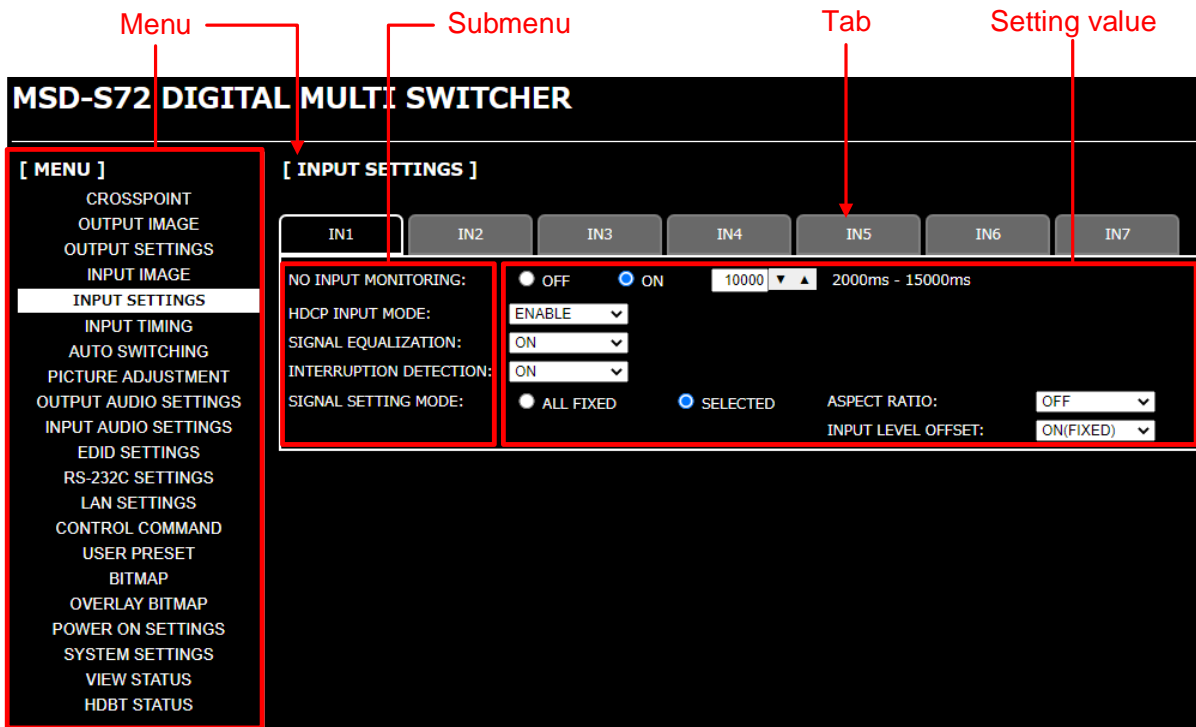 Menu Submenu Tab Setting value
MSD-S72 DIGITAL MULTI SWITCHER
[ MENU ]
CROSSPOINT
OUTPUT IMAGE
OUTPUT SETTINGS
INPUT IMAGE
INPUT SETTINGS
INPUT TIMING
AUTO SWITCHING
PICTURE ADJUSTMENT
OUTPUT AUDIO SETTINGS
INPUT AUDIO SETTINGS
EDID SETTINGS
RS-232C SETTINGS
LAN SETTINGS
CONTROL COMMAND
USER PRESET
BITMAP
OVERLAY BITMAP
POWER ON SETTINGS
SYSTEM SETTINGS
VIEW STATUS
HDBT STATUS
[ INPUT SETTINGS ]
IN1 IN2 IN3 IN4 IN5 IN6 IN7
NO INPUT MONITORING: OFF ON 10000 ▼ ▲ 2000ms - 15000ms
HDCP INPUT MODE: ENABLE
SIGNAL EQUALIZATION: ON
INTERRUPTION DETECTION: ON
SIGNAL SETTING MODE: ALL FIXED SELECTED ASPECT RATIO: OFF
INPUT LEVEL OFFSET: ON(FIXED)